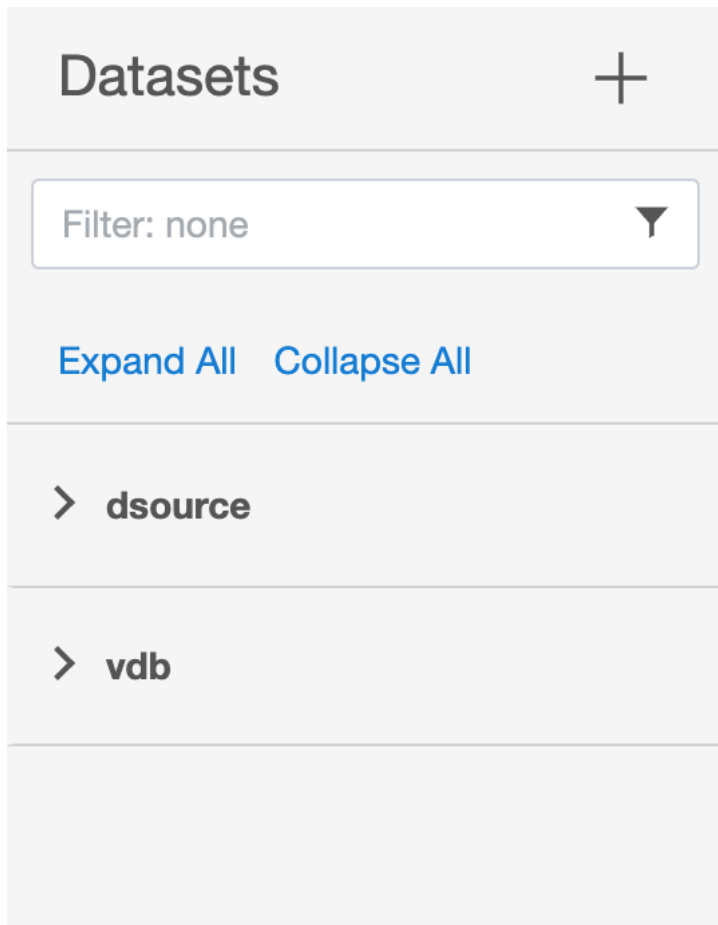 Datasets
Filter: none
Expand All Collapse All
dsource
vdb